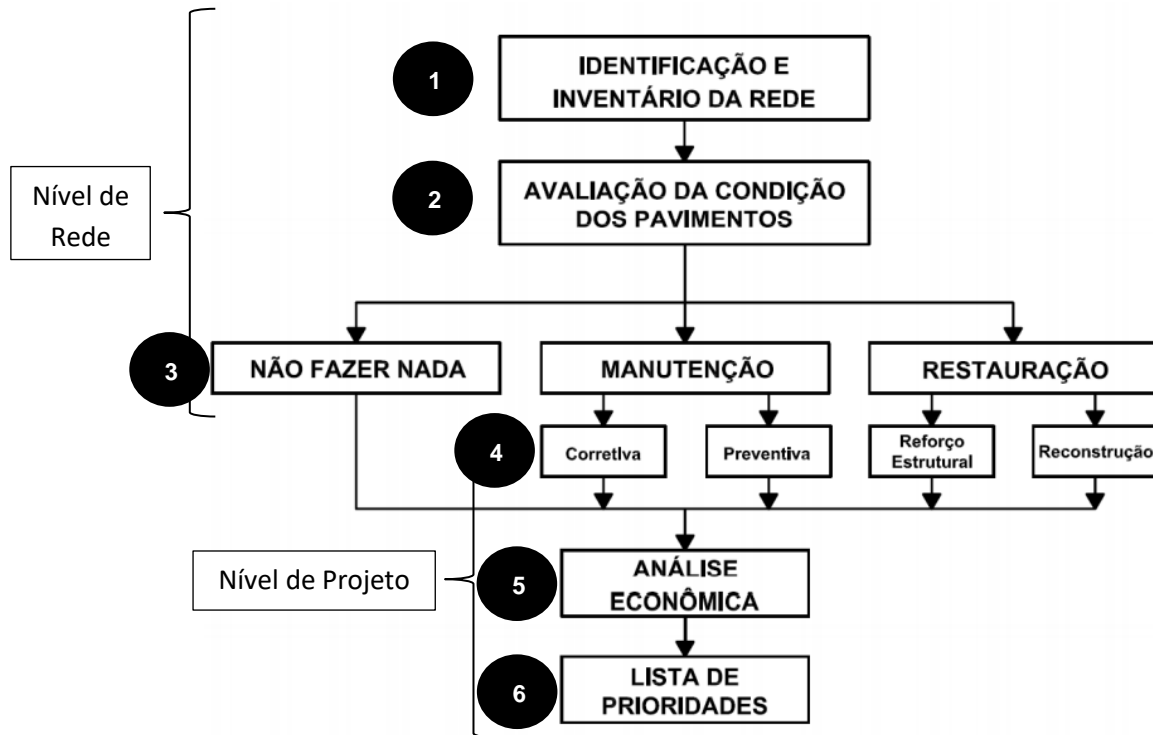 1
IDENTIFICAÇÃO E
INVENTÁRIO DA REDE
Nível de
Rede
2
AVALIAÇÃO DA CONDIÇÃO
DOS PAVIMENTOS
3
NÃO FAZER NADA
MANUTENÇÃO
RESTAURAÇÃO
4
Corretiva
Preventiva
Reforço
Estrutural
Reconstrução
Nível de Projeto
5
ANÁLISE
ECONÔMICA
6
LISTA DE
PRIORIDADES